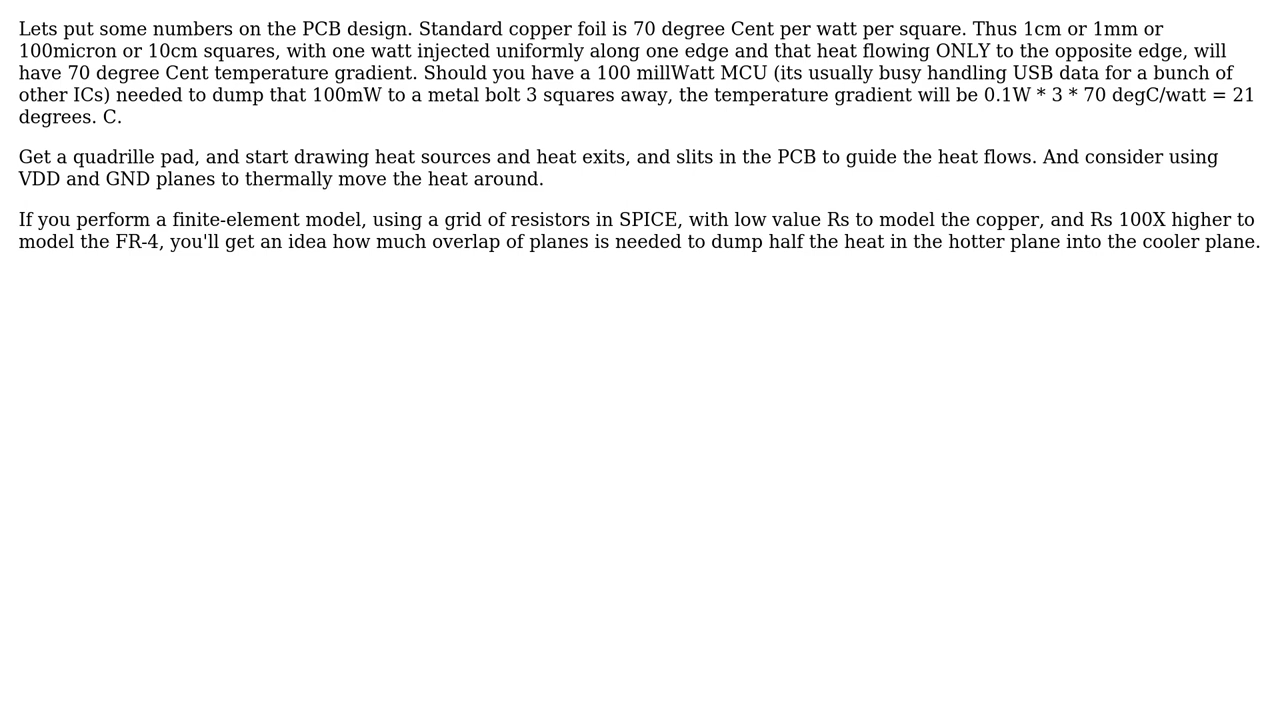 Lets put some numbers on the PCB design. Standard copper foil is 70 degree Cent per watt per square. Thus 1cm or 1mm or
100micron or 10cm squares, with one watt injected uniformly along one edge and that heat flowing ONLY to the opposite edge, will
have 70 degree Cent temperature gradient. Should you have a 100 millWatt MCU (its usually busy handling USB data for a bunch of
other ICs) needed to dump that 100mW to a metal bolt 3 squares away, the temperature gradient will be 0.1W * 3 * 70 degC/watt = 21
degrees. C.
Get a quadrille pad, and start drawing heat sources and heat exits, and slits in the PCB to guide the heat flows. And consider using
VDD and GND planes to thermally move the heat around.
If you perform a finite-element model, using a grid of resistors in SPICE, with low value Rs to model the copper, and Rs 100X higher to
model the FR-4, you'll get an idea how much overlap of planes is needed to dump half the heat in the hotter plane into the cooler plane.